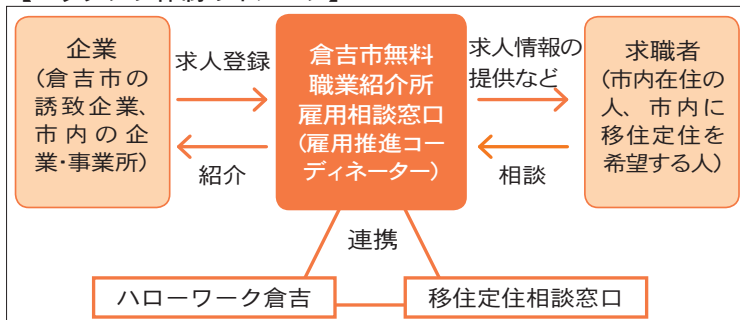 企業
(倉吉市の
誘致企業、
市内の企
業・事業所)
求人登録
紹介
倉吉市無料
職業紹介所
雇用相談窓口
(雇用推進コー
ディネーター)
求人情報の
提供など
相談
求職者
(市内在住の
人、市内に
移住定住を
希望する人)
連携
ハローワーク倉吉
移住定住相談窓口